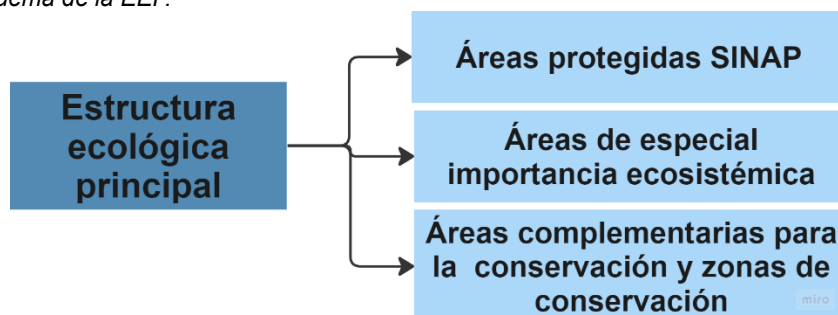 Estructura
ecológica
principal
Áreas protegidas SINAP
Áreas de especial
importancia ecosistémica
Áreas complementarias para
la conservación y zonas de
conservación
miro